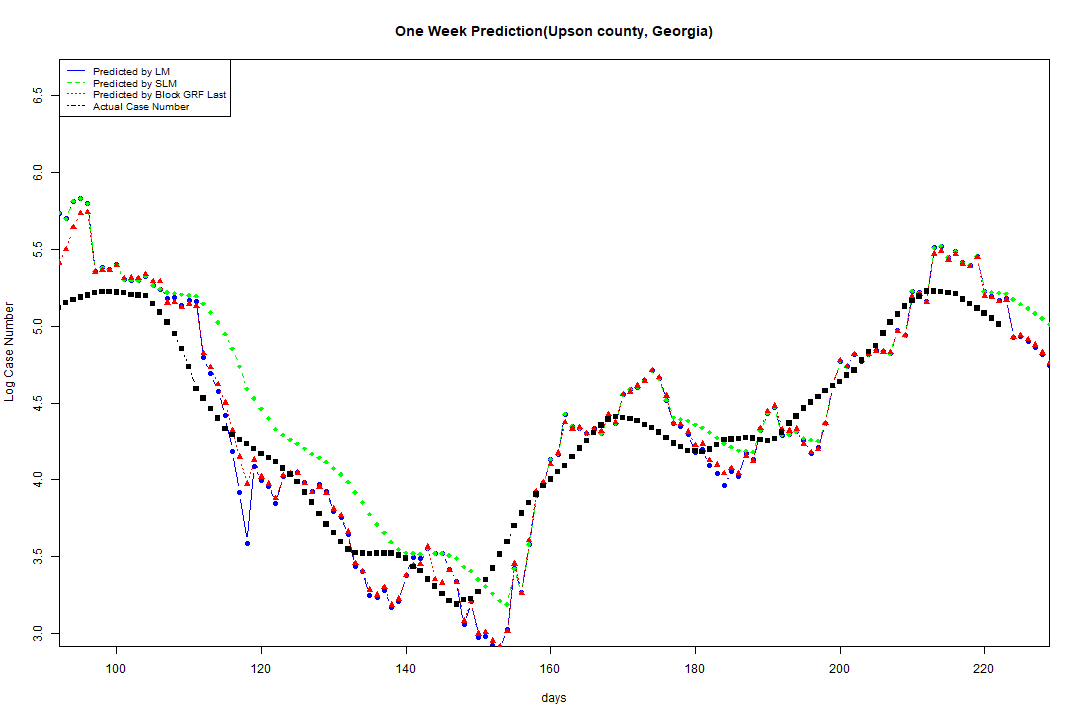 One Week Prediction(Upson county, Georgia)
Predicted by LM
Predicted by SLM
Predicted by Block GRF Last
Actual Case Number
Log Case Number
6.5
6.0
5.5
5.0
4.5
4.0
3.5
3.0
100 120 140 160 180 200 220
days